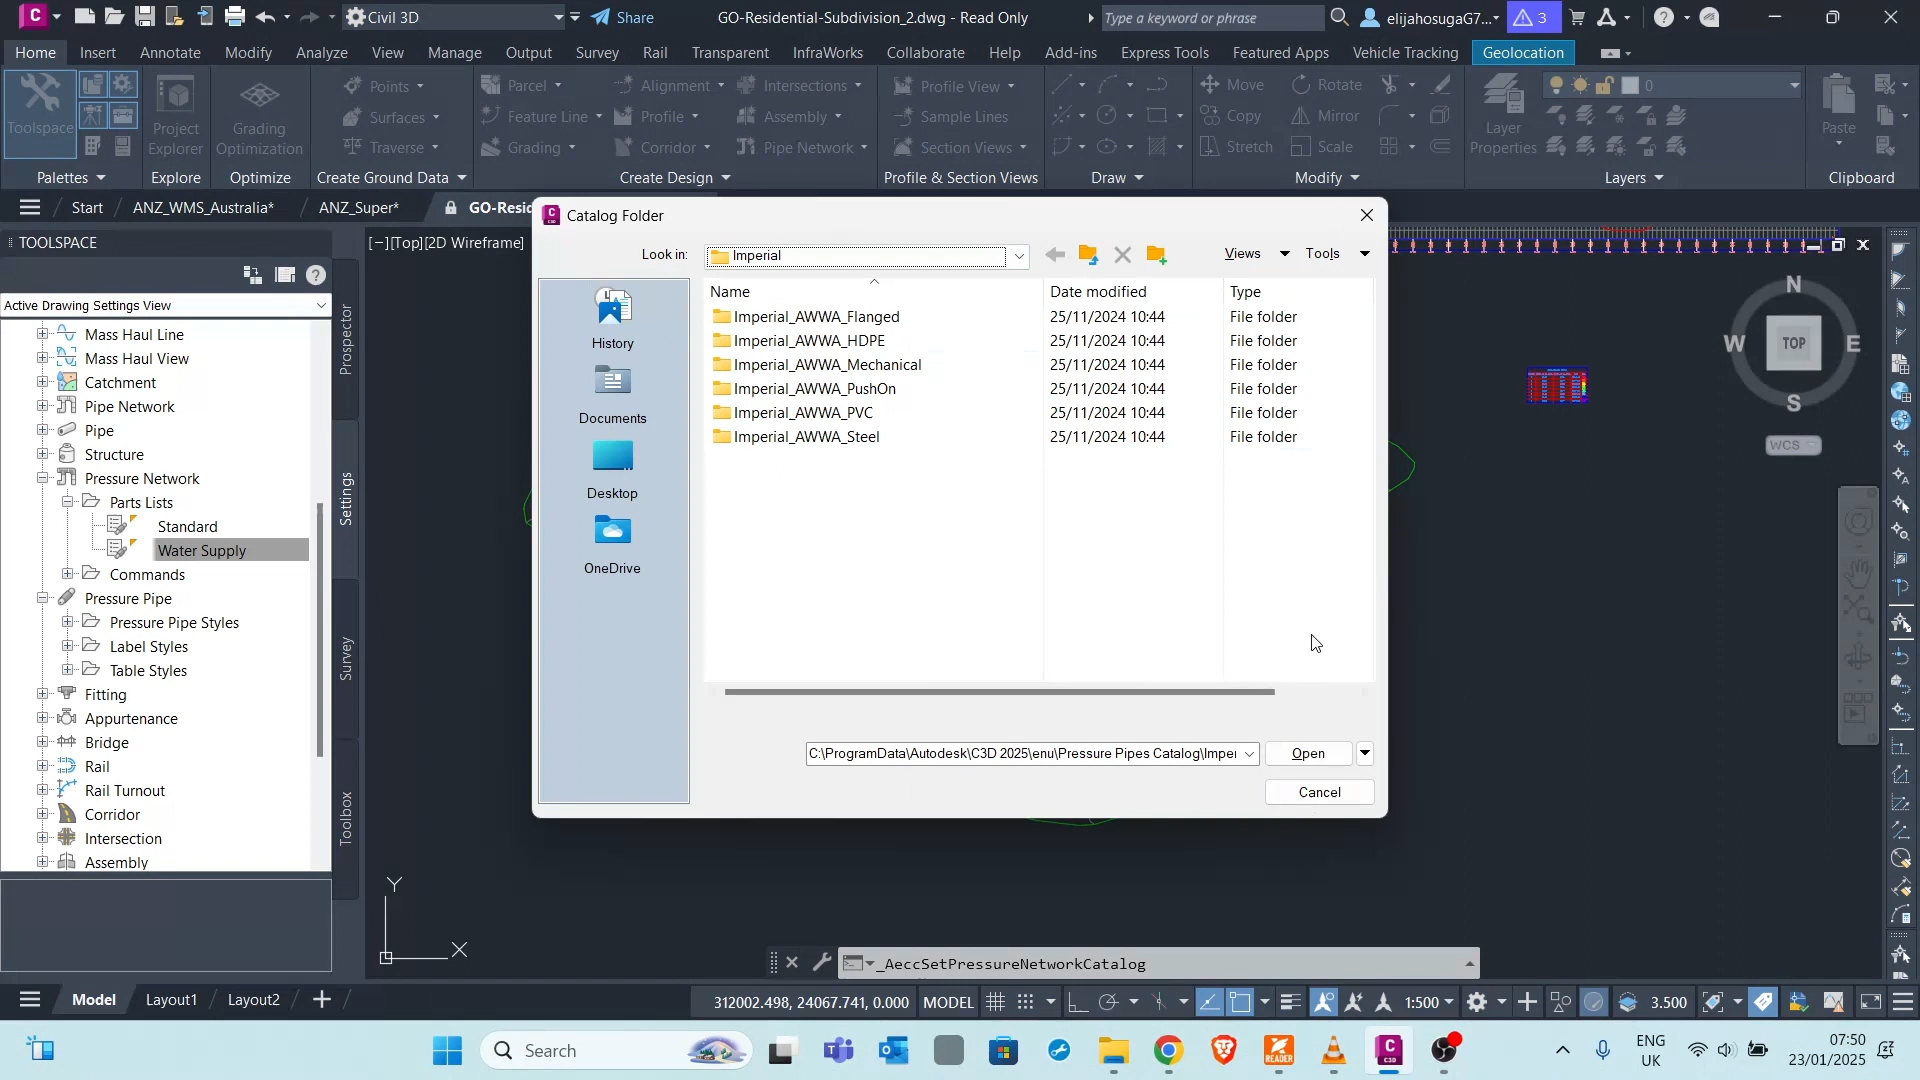 Civil 3D
Share
GO-Residential-Subdivision_2.dwg - Read Only
Type a keyword or phrase
elijahosugaG7...
3
Home Insert Annotate Modify Analyze View Manage Output Survey Rail Transparent InfraWorks Collaborate Help Add-ins Express Tools Featured Apps Vehicle Tracking Geolocation
Toolspace
Project Explorer
Grading Optimization
Points
Surfaces
Traverse
Parcel
Feature Line
Grading
Alignment
Profile
Corridor
Intersections
Assembly
Pipe Network
Profile View
Sample Lines
Section Views
Move
Copy
Stretch
Rotate
Mirror
Scale
Layer Properties
0
Paste
Palettes Explore Optimize Create Ground Data Create Design Profile & Section Views Draw Modify Layers Clipboard
Start ANZ_WMS_Australia* ANZ_Super* GO-Resid
TOOLSPACE
Active Drawing Settings View
Mass Haul Line
Mass Haul View
Catchment
Pipe Network
Pipe
Structure
Pressure Network
Parts Lists
Standard
Water Supply
Commands
Pressure Pipe
Pressure Pipe Styles
Label Styles
Table Styles
Fitting
Appurtenance
Bridge
Rail
Rail Turnout
Corridor
Intersection
Assembly
Prospector
Settings
Survey
Toolbox
[−][Top][2D Wireframe]
Catalog Folder
Look in: Imperial
Views Tools
History
Documents
Desktop
OneDrive
Name Date modified Type
Imperial_AWWA_Flanged 25/11/2024 10:44 File folder
Imperial_AWWA_HDPE 25/11/2024 10:44 File folder
Imperial_AWWA_Mechanical 25/11/2024 10:44 File folder
Imperial_AWWA_PushOn 25/11/2024 10:44 File folder
Imperial_AWWA_PVC 25/11/2024 10:44 File folder
Imperial_AWWA_Steel 25/11/2024 10:44 File folder
C:\ProgramData\Autodesk\C3D 2025\enu\Pressure Pipes Catalog\Imper
Open
Cancel
N
W TOP E
S
WCS
Y
X
_AeccSetPressureNetworkCatalog
Model Layout1 Layout2
312002.498, 24067.741, 0.000 MODEL 1:500 3.500
Search
ENG
UK
07:50
23/01/2025